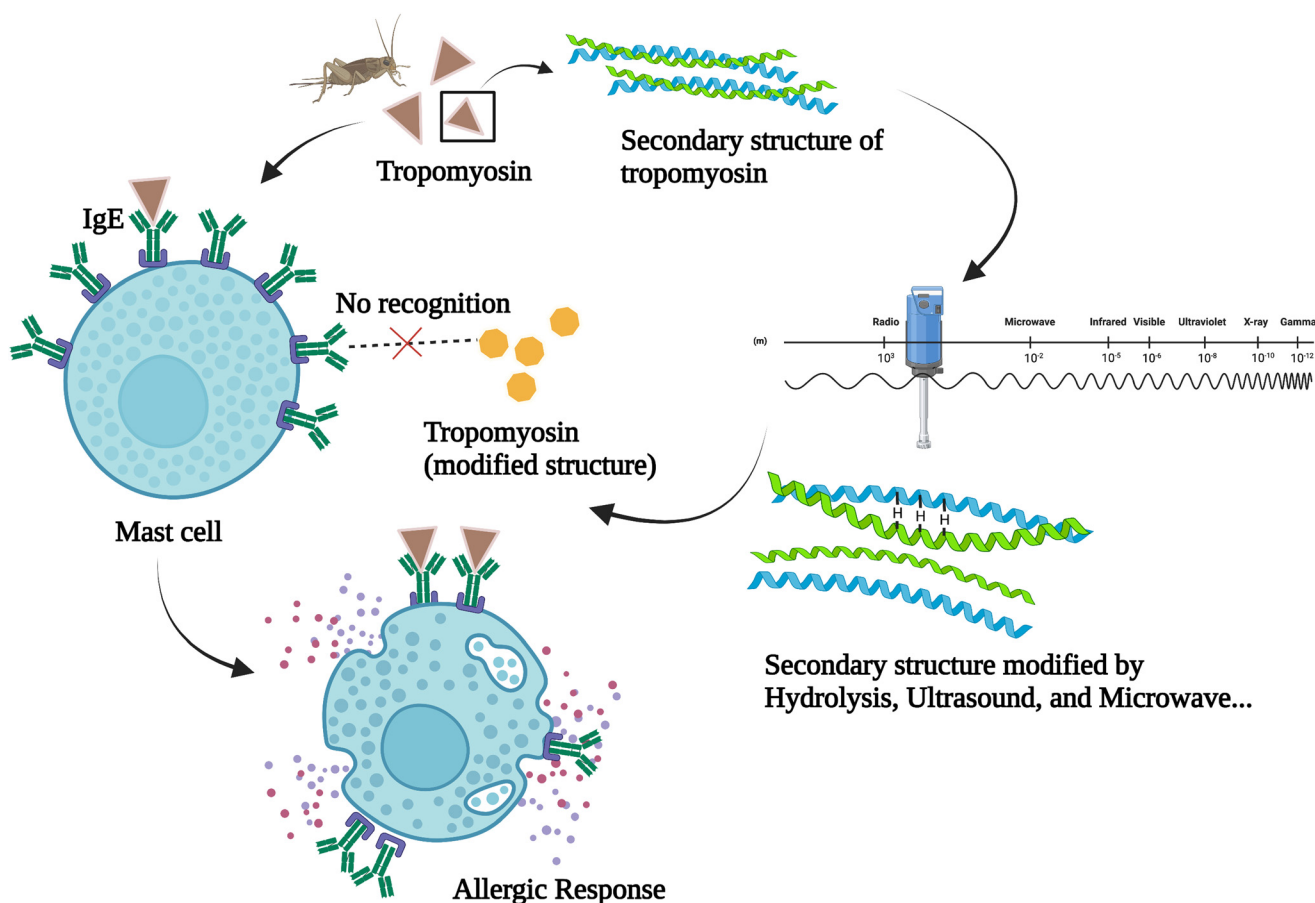 Tropomyosin
Secondary structure of
tropomyosin
IgE
No recognition
Tropomyosin
(modified structure)
Mast cell
Radio
Microwave
Infrared
Visible
Ultraviolet
X-ray
Gamma
(m)
10³
10⁻²
10⁻⁵
10⁻⁶
10⁻⁸
10⁻¹⁰
10⁻¹²
H
H
H
Secondary structure modified by
Hydrolysis, Ultrasound, and Microwave...
Allergic Response